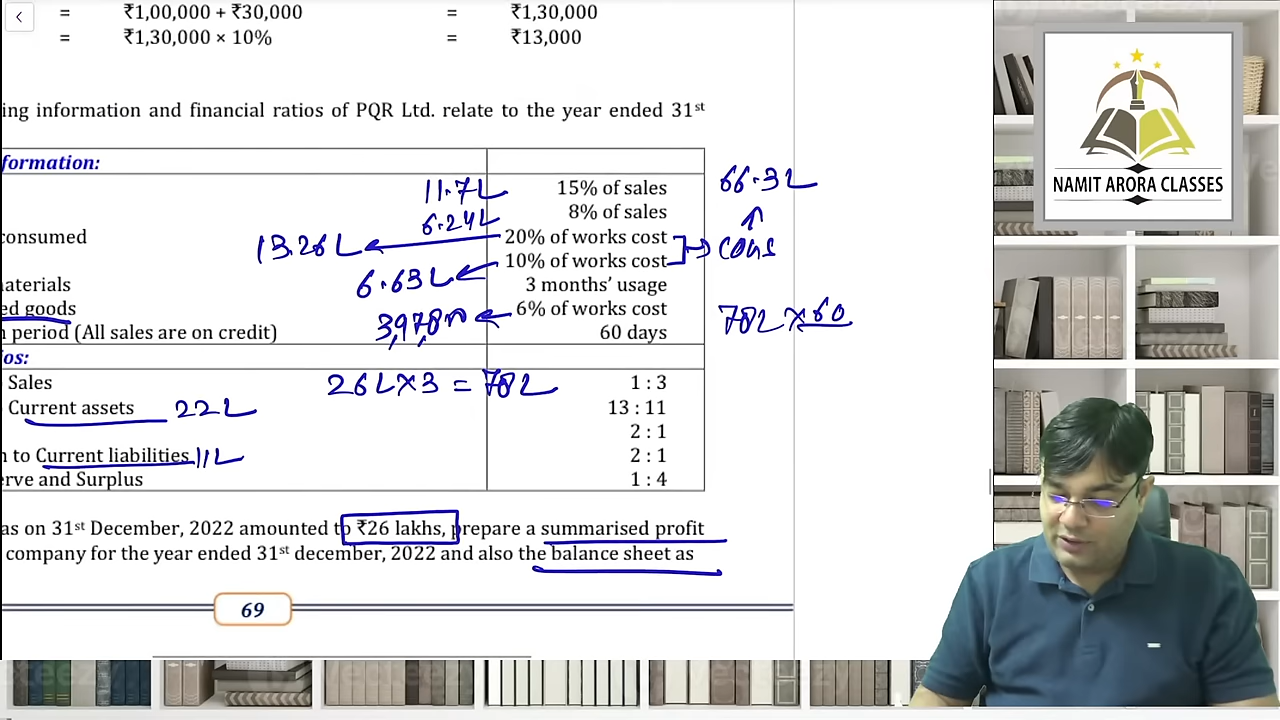 = ₹1,00,000 + ₹30,000 = ₹1,30,000
= ₹1,30,000 × 10% = ₹13,000
ing information and financial ratios of PQR Ltd. relate to the year ended 31st
formation:
11.7L 15% of sales 66.3L
6.24L 8% of sales
consumed 13.26L 20% of works cost cons
6.63L 10% of works cost
aterials 3 months' usage
ed goods 3,978 6% of works cost 78L × 60
n period (All sales are on credit) 60 days
os:
Sales 26L×3 = 78L 1 : 3
Current assets 22L 13 : 11
2 : 1
n to Current liabilities 11L 2 : 1
erve and Surplus 1 : 4
as on 31st December, 2022 amounted to ₹26 lakhs, prepare a summarised profit
company for the year ended 31st december, 2022 and also the balance sheet as
69
NAMIT ARORA CLASSES